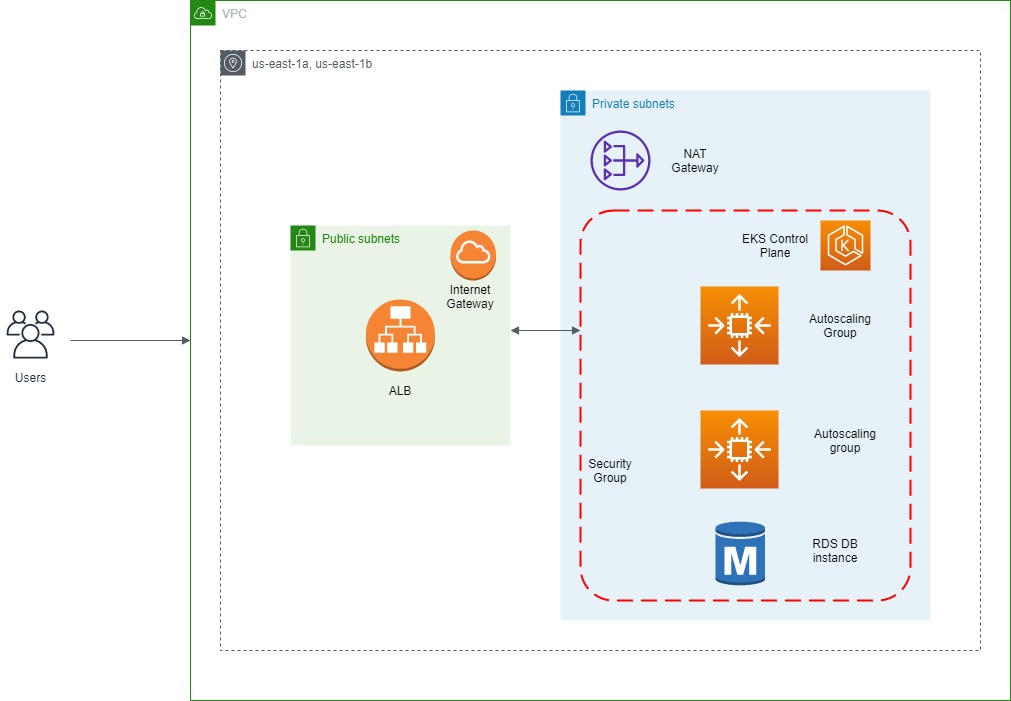 VPC
us-east-1a, us-east-1b
Private subnets
NAT
Gateway
Public subnets
Internet
Gateway
ALB
Users
EKS Control
Plane
K
Autoscaling
Group
Autoscaling
group
Security
Group
RDS DB
instance
M